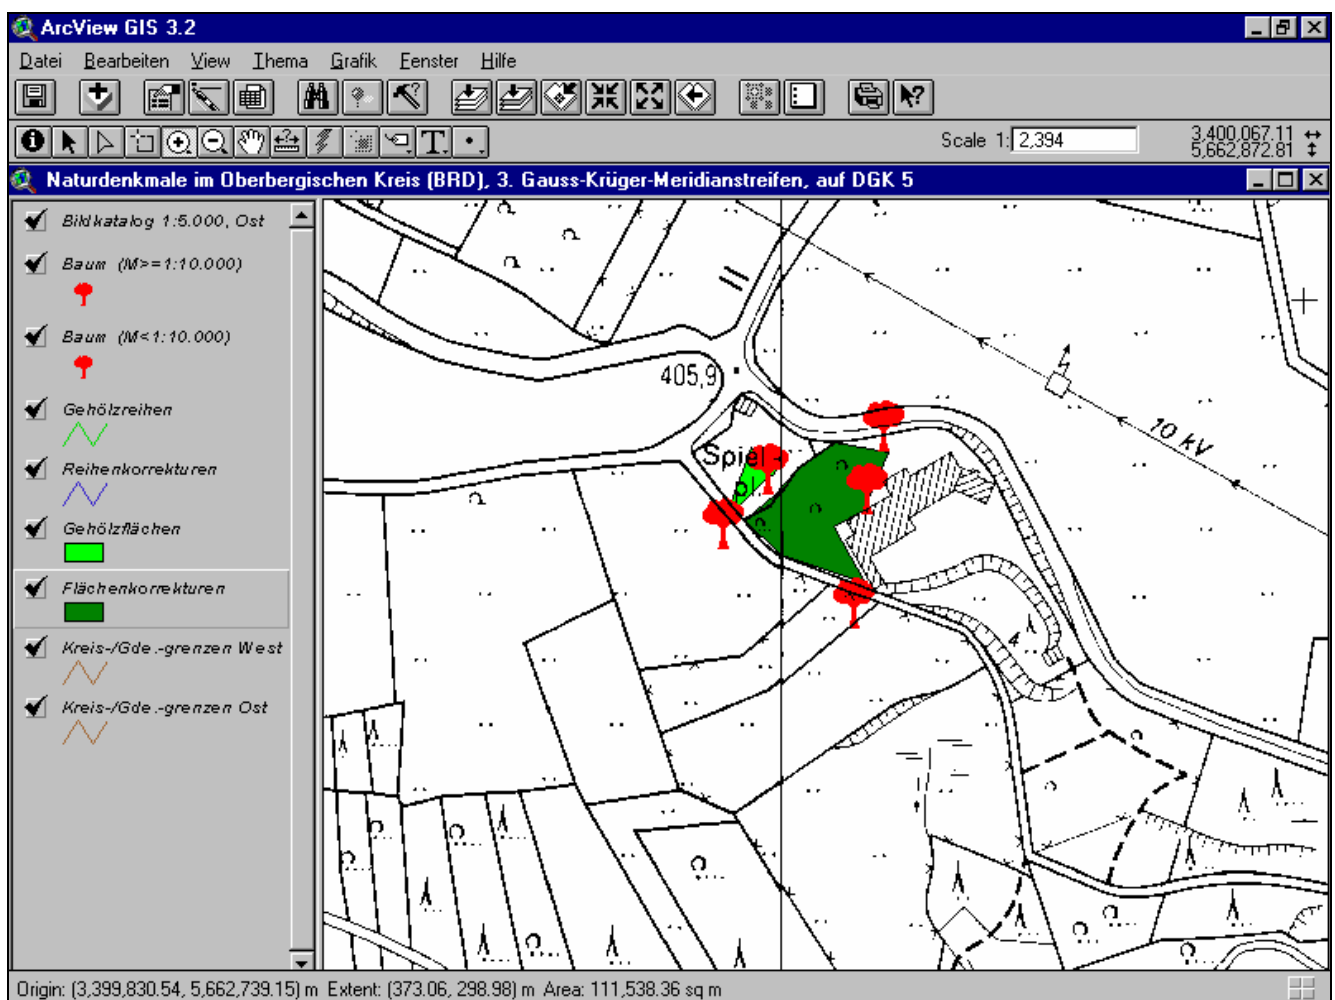 ArcView GIS 3.2
Datei Bearbeiten View Thema Grafik Fenster Hilfe
Scale 1: 2,394
3,400,067.11
5,662,872.81
Naturdenkmale im Oberbergischen Kreis (BRD), 3. Gauss-Krüger-Meridianstreifen, auf DGK 5
Bildkatalog 1:5.000, Ost
Baum (M>=1:10.000)
Baum (M<1:10.000)
Gehölzreihen
Reihenkorrekturen
Gehölzflächen
Flächenkorrekturen
Kreis-/Gde.-grenzen West
Kreis-/Gde.-grenzen Ost
405,9
10 kV
Spiel
pl.
4
Origin: (3,399,830.54, 5,662,739.15) m Extent: (373.06, 298.98) m Area: 111,538.36 sq m